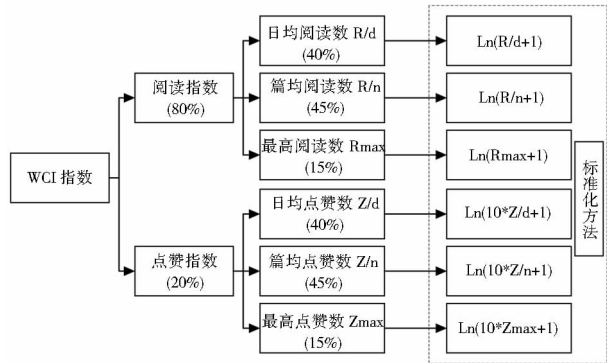 WCI 指数
阅读指数
(80%)
点赞指数
(20%)
日均阅读数 R/d
(40%)
篇均阅读数 R/n
(45%)
最高阅读数 Rmax
(15%)
日均点赞数 Z/d
(40%)
篇均点赞数 Z/n
(45%)
最高点赞数 Zmax
(15%)
Ln(R/d+1)
Ln(R/n+1)
Ln(Rmax+1)
Ln(10*Z/d+1)
Ln(10*Z/n+1)
Ln(10*Zmax+1)
标准化方法